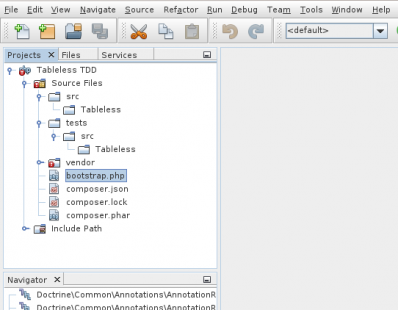 File Edit View Navigate Source Refactor Run Debug Team Tools Window Help
<default>
Projects Files Services
Tableless TDD
Source Files
src
Tableless
tests
src
Tableless
vendor
bootstrap.php
composer.json
composer.lock
composer.phar
Include Path
Navigator
Doctrine\Common\Annotations\AnnotationR
Doctrine\Common\Annotations\AnnotationR